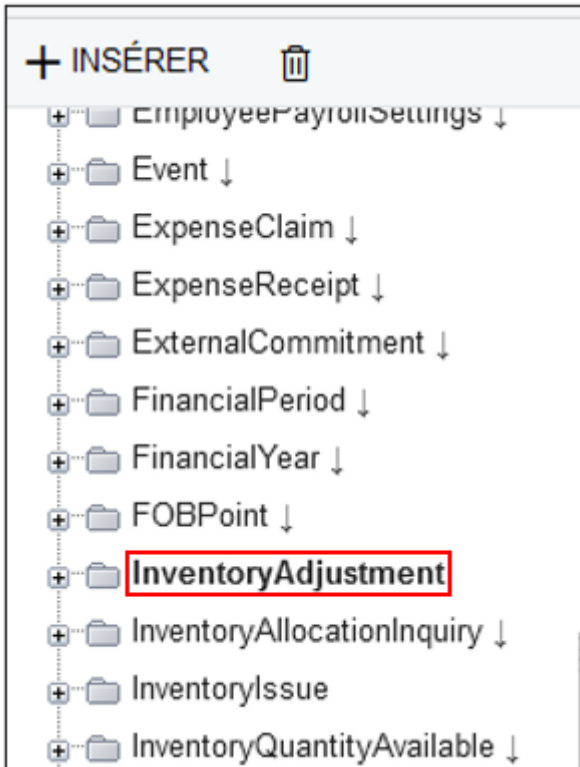 + INSÉRER
EmployeePayrollSettings ↓
Event ↓
ExpenseClaim ↓
ExpenseReceipt ↓
ExternalCommitment ↓
FinancialPeriod ↓
FinancialYear ↓
FOBPoint ↓
InventoryAdjustment
InventoryAllocationInquiry ↓
InventoryIssue
InventoryQuantityAvailable ↓